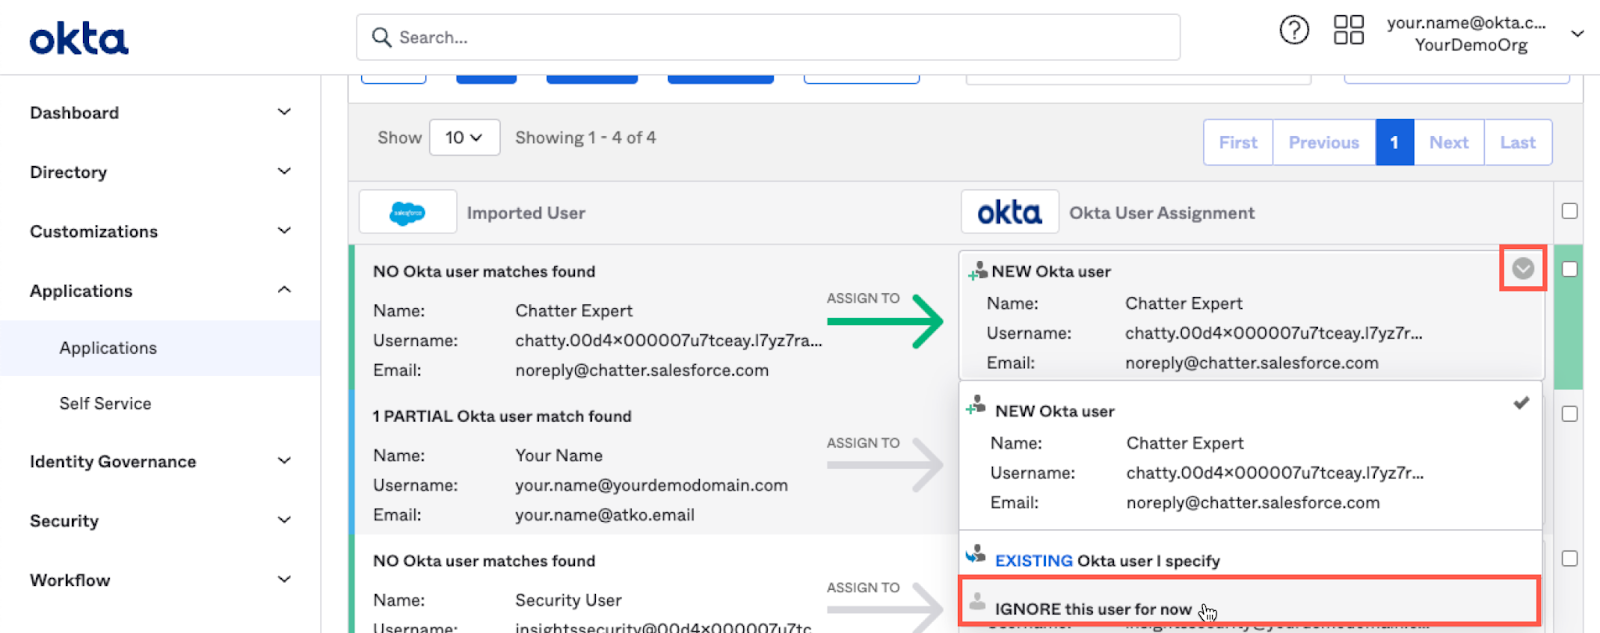 okta
Search...
your.name@okta.c...
YourDemoOrg
Dashboard
Directory
Customizations
Applications
Applications
Self Service
Identity Governance
Security
Workflow
Show 10 Showing 1 - 4 of 4
First Previous 1 Next Last
salesforce Imported User
okta Okta User Assignment
NO Okta user matches found
Name: Chatter Expert
Username: chatty.00d4x000007u7tceay.l7yz7ra...
Email: noreply@chatter.salesforce.com
ASSIGN TO
NEW Okta user
Name: Chatter Expert
Username: chatty.00d4x000007u7tceay.l7yz7r...
Email: noreply@chatter.salesforce.com
1 PARTIAL Okta user match found
Name: Your Name
Username: your.name@yourdemodomain.com
Email: your.name@atko.email
ASSIGN TO
NEW Okta user
Name: Chatter Expert
Username: chatty.00d4x000007u7tceay.l7yz7r...
Email: noreply@chatter.salesforce.com
EXISTING Okta user I specify
IGNORE this user for now
NO Okta user matches found
Name: Security User
Username: insightssecurity@00d4x000007u7tc
ASSIGN TO